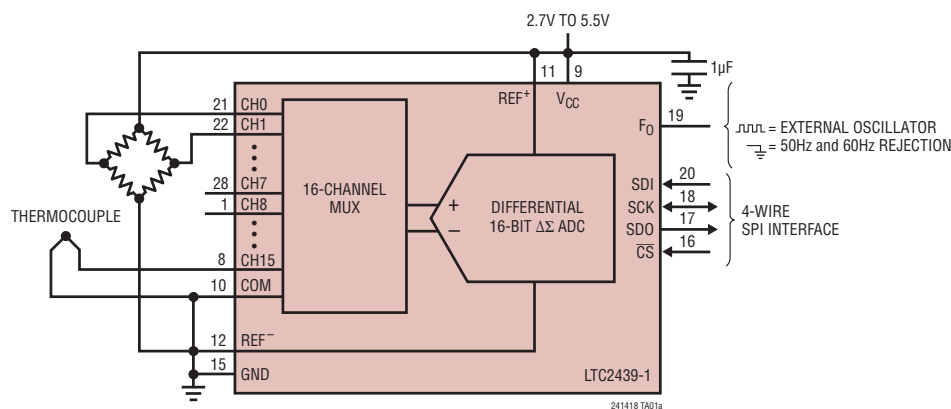 2.7V TO 5.5V
1µF
11
9
REF+
VCC
21
CH0
22
CH1
28
CH7
1
CH8
8
CH15
10
COM
12
REF–
15
GND
THERMOCOUPLE
16-CHANNEL
MUX
+
–
DIFFERENTIAL
16-BIT ΔΣ ADC
19
FO
= EXTERNAL OSCILLATOR
= 50Hz and 60Hz REJECTION
20
SDI
18
SCK
17
SDO
16
C̅S̅
4-WIRE
SPI INTERFACE
LTC2439-1
241418 TA01a